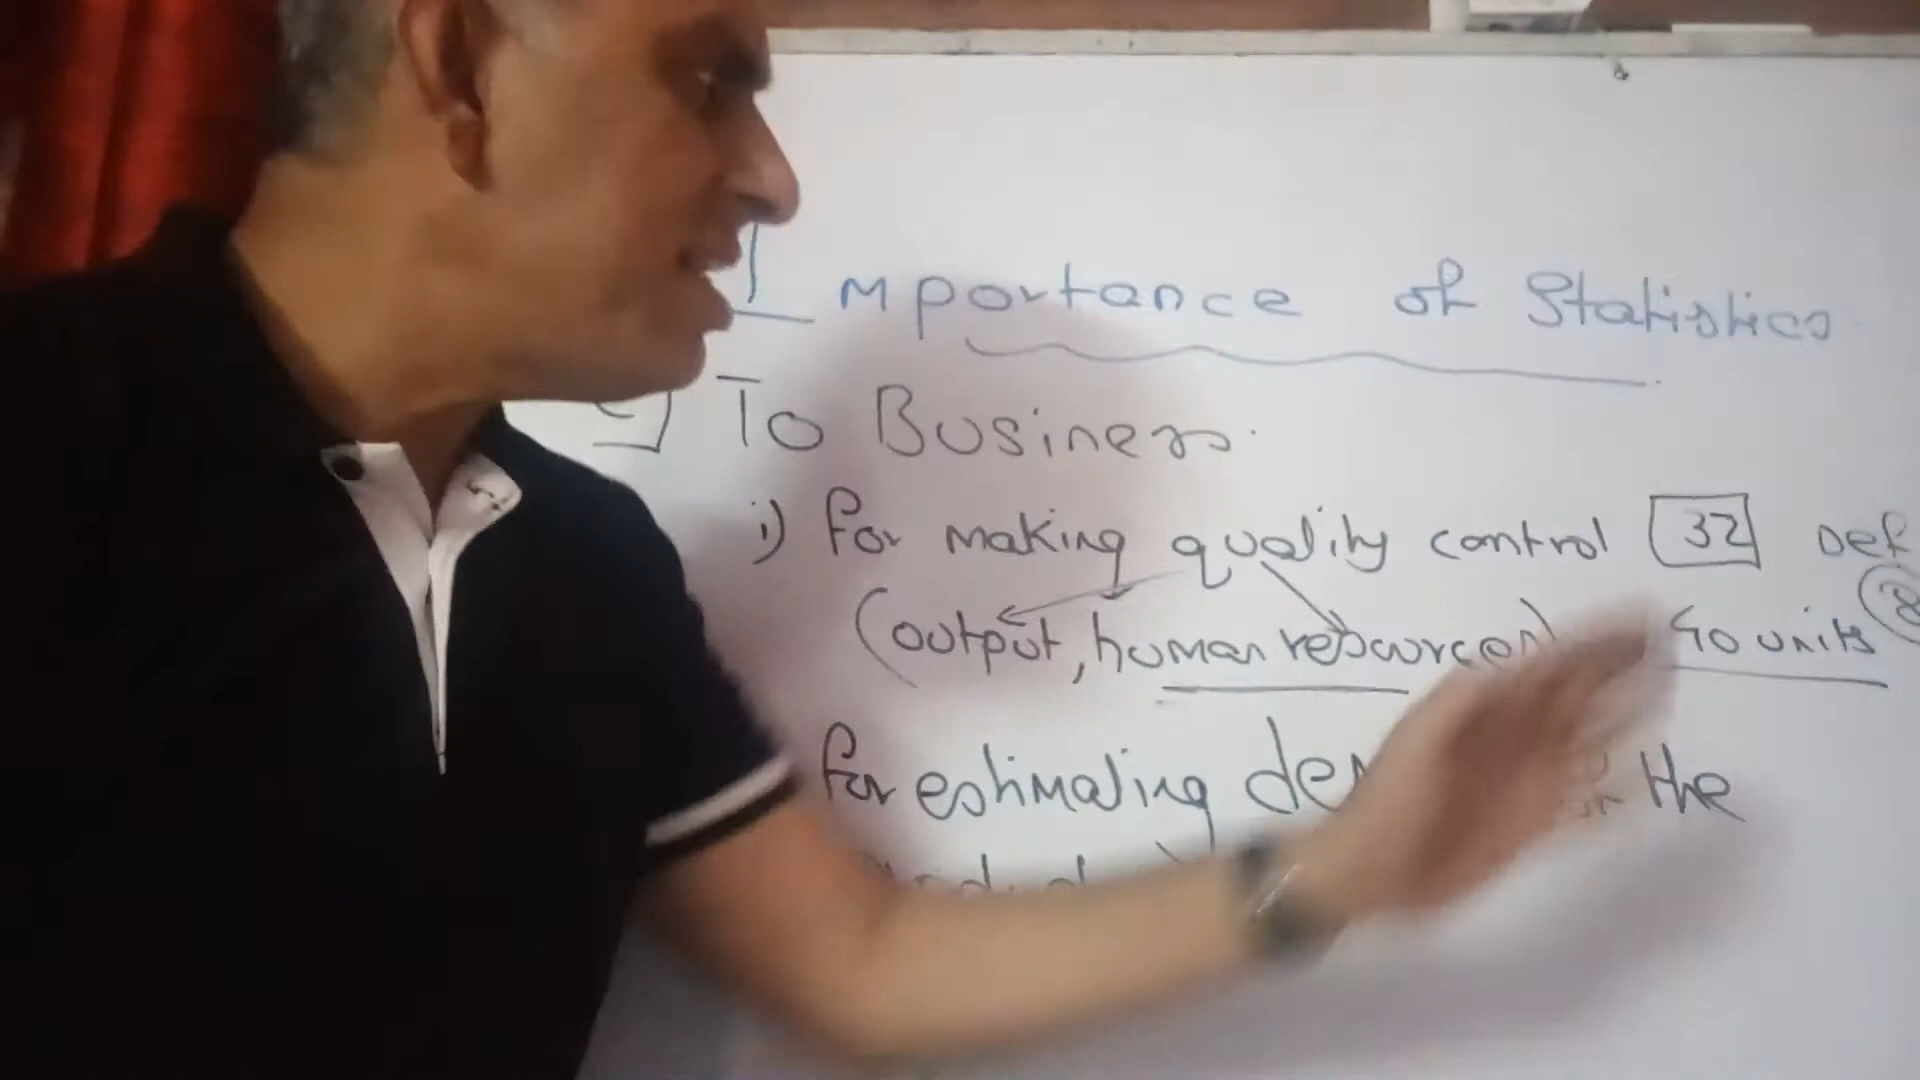 Importance of Statistics
To Business
i) for making quality control 32 Def
(output, human resources) 40 units
for estimating the